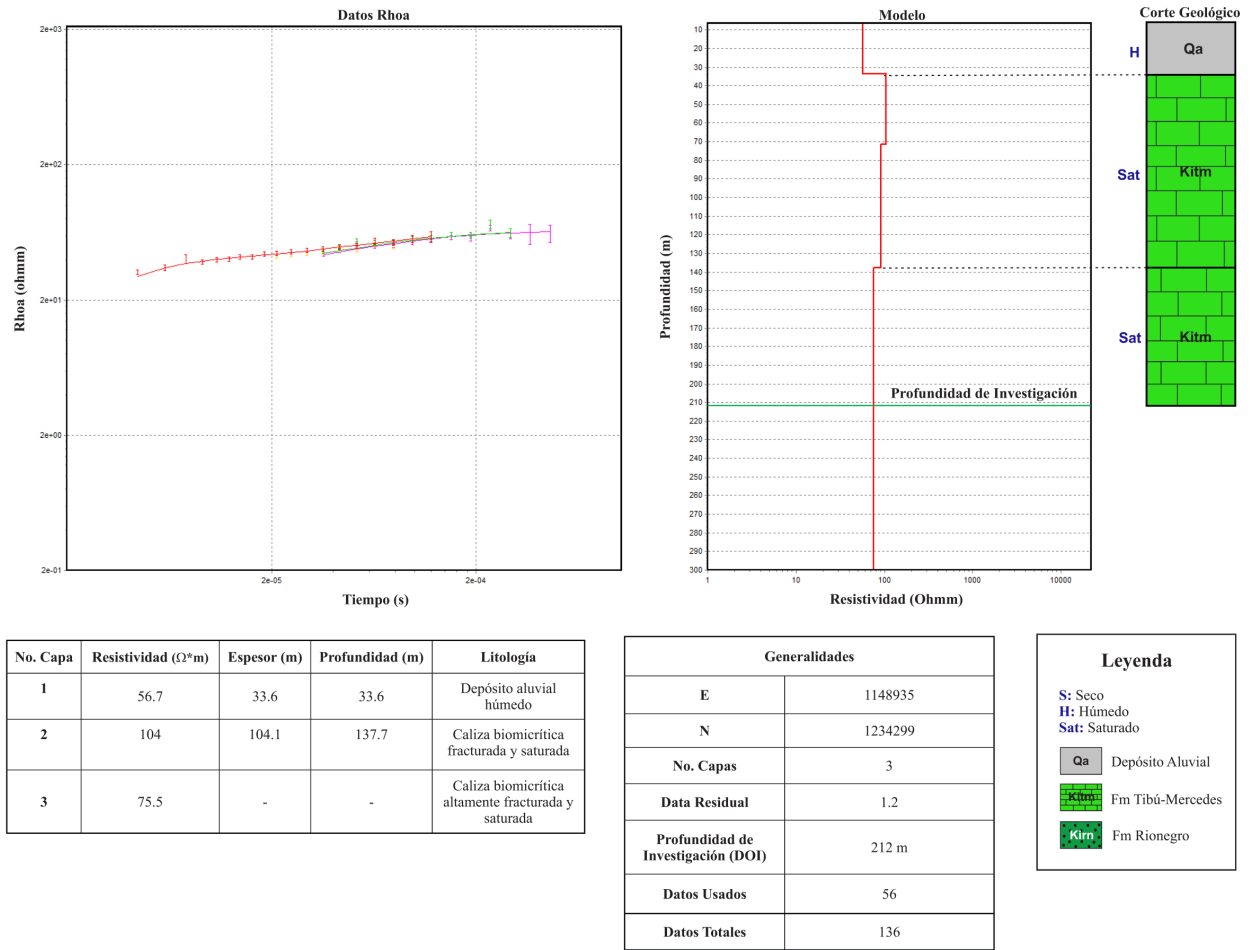 Datos Rhoa
2e+03
2e+02
2e+01
2e+00
2e-01
2e-05
2e-04
Rhoa (ohmm)
Tiempo (s)
Modelo
10
20
30
40
50
60
70
80
90
100
110
120
130
140
150
160
170
180
190
200
210
220
230
240
250
260
270
280
290
300
1
10
100
1000
10000
Profundidad (m)
Resistividad (Ohmm)
Profundidad de Investigación
Corte Geológico
H
Qa
Sat
Kitm
Sat
Kitm
No. Capa Resistividad (Ω*m) Espesor (m) Profundidad (m) Litología
1 56.7 33.6 33.6 Depósito aluvial
húmedo
2 104 104.1 137.7 Caliza biomicrítica
fracturada y saturada
3 75.5 - - Caliza biomicrítica
altamente fracturada y
saturada
Generalidades
E 1148935
N 1234299
No. Capas 3
Data Residual 1.2
Profundidad de
Investigación (DOI) 212 m
Datos Usados 56
Datos Totales 136
Leyenda
S: Seco
H: Húmedo
Sat: Saturado
Qa Depósito Aluvial
Kitm Fm Tibú-Mercedes
Kirn Fm Rionegro